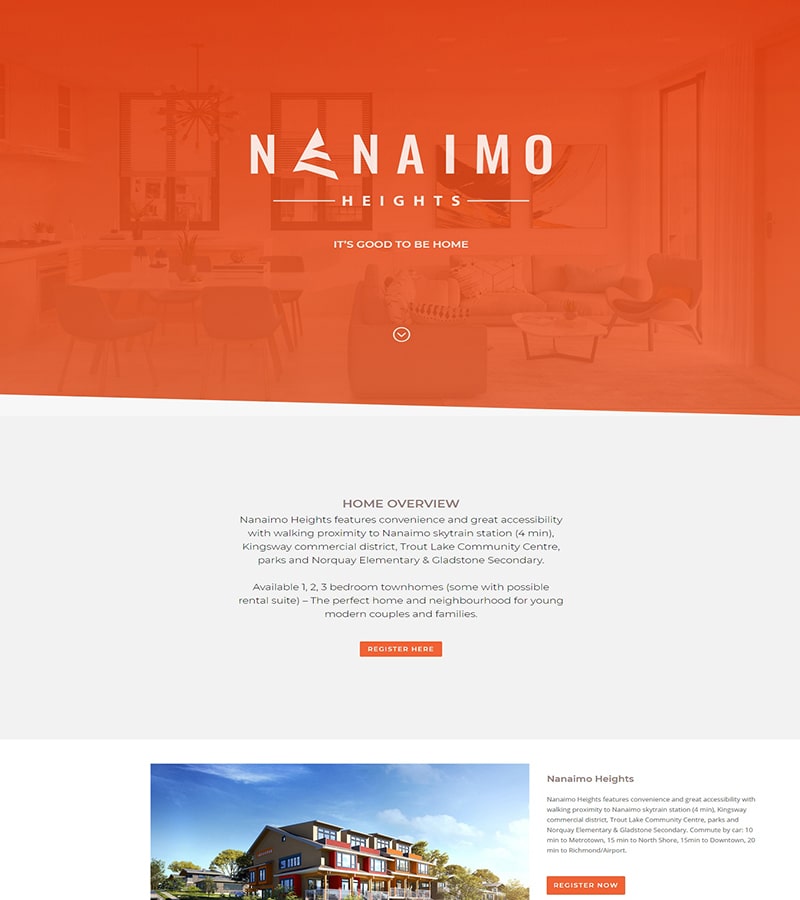 NANAIMO
HEIGHTS
IT'S GOOD TO BE HOME
HOME OVERVIEW
Nanaimo Heights features convenience and great accessibility
with walking proximity to Nanaimo skytrain station (4 min),
Kingsway commercial district, Trout Lake Community Centre,
parks and Norquay Elementary & Gladstone Secondary.
Available 1, 2, 3 bedroom townhomes (some with possible
rental suite) – The perfect home and neighbourhood for young
modern couples and families.
REGISTER HERE
Nanaimo Heights
Nanaimo Heights features convenience and great accessibility with
walking proximity to Nanaimo skytrain station (4 min), Kingsway
commercial district, Trout Lake Community Centre, parks and
Norquay Elementary & Gladstone Secondary. Commute by car: 10
min to Metrotown, 15 min to North Shore, 15min to Downtown, 20
min to Richmond/Airport.
REGISTER NOW